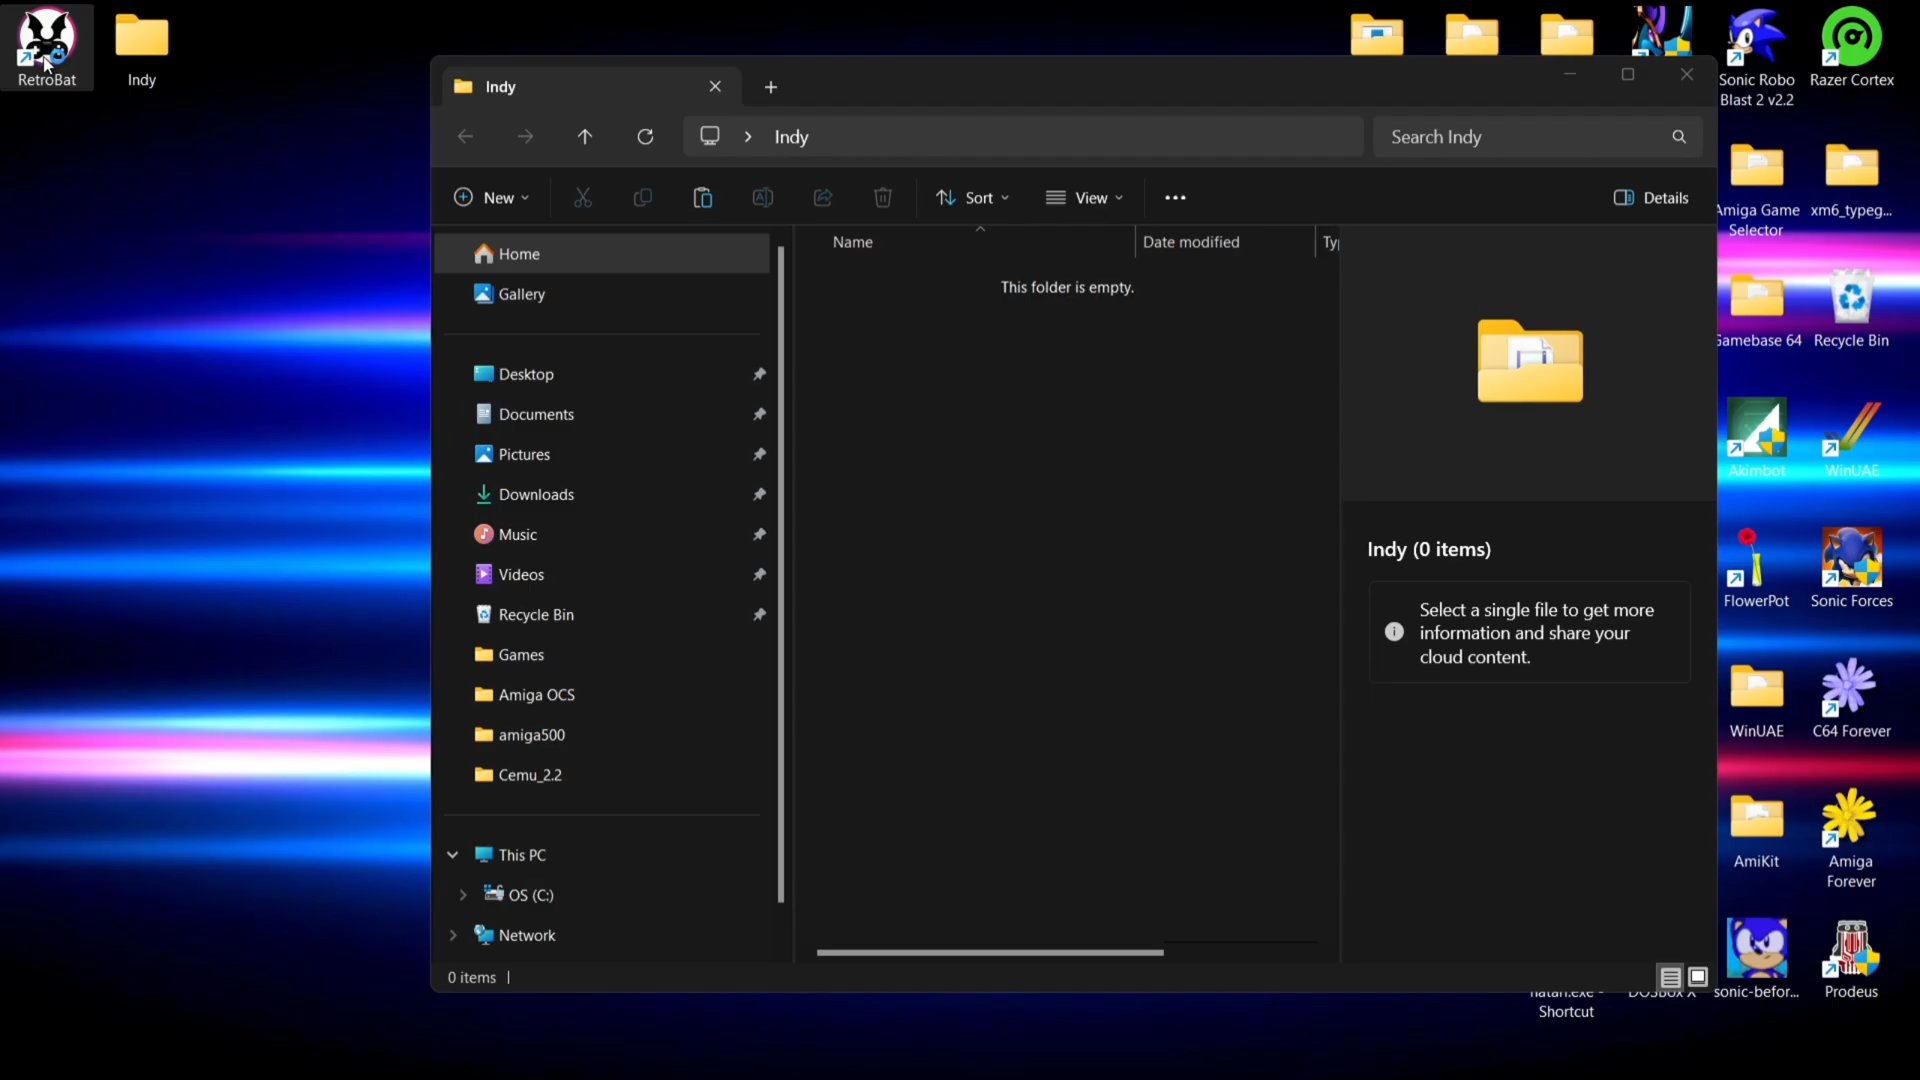 RetroBat
Indy
Indy
Indy
Search Indy
New
Sort
View
Details
Home
Gallery
Desktop
Documents
Pictures
Downloads
Music
Videos
Recycle Bin
Games
Amiga OCS
amiga500
Cemu_2.2
This PC
OS (C:)
Network
0 items
Name
Date modified
Ty
This folder is empty.
Indy (0 items)
Select a single file to get more
information and share your
cloud content.
Sonic Robo
Blast 2 v2.2
Razer Cortex
Amiga Game
Selector
xm6_typeg...
Gamebase 64
Recycle Bin
Akimbot
WinUAE
FlowerPot
Sonic Forces
WinUAE
C64 Forever
AmiKit
Amiga
Forever
Shortcut
DOSBox X
sonic-befor...
Prodeus